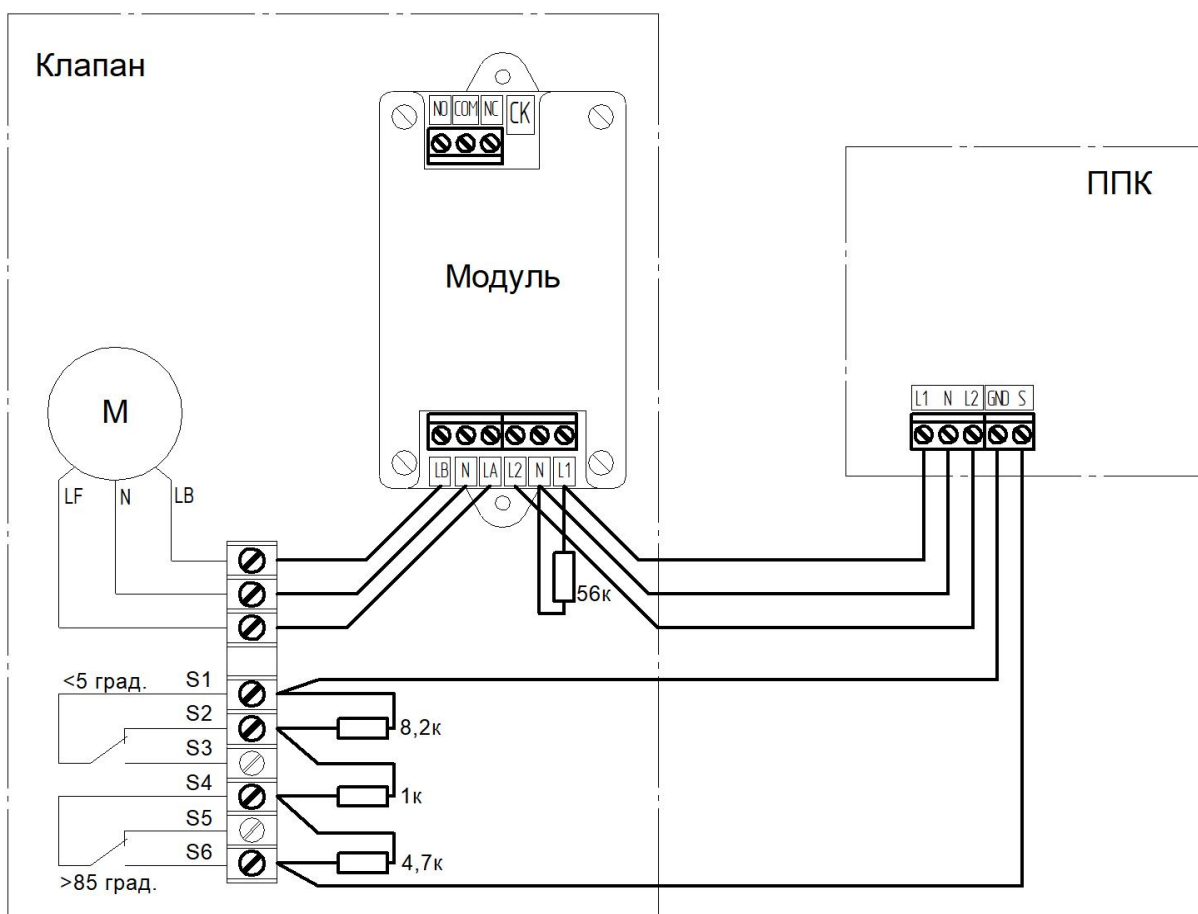 Клапан
NO COM NC CK
Модуль
ППК
L1 N L2 GND S
LB N LA L2 N L1
М
LF N LB
56к
<5 град. S1
S2
8,2к
S3
S4
1к
S5
S6
4,7к
>85 град.